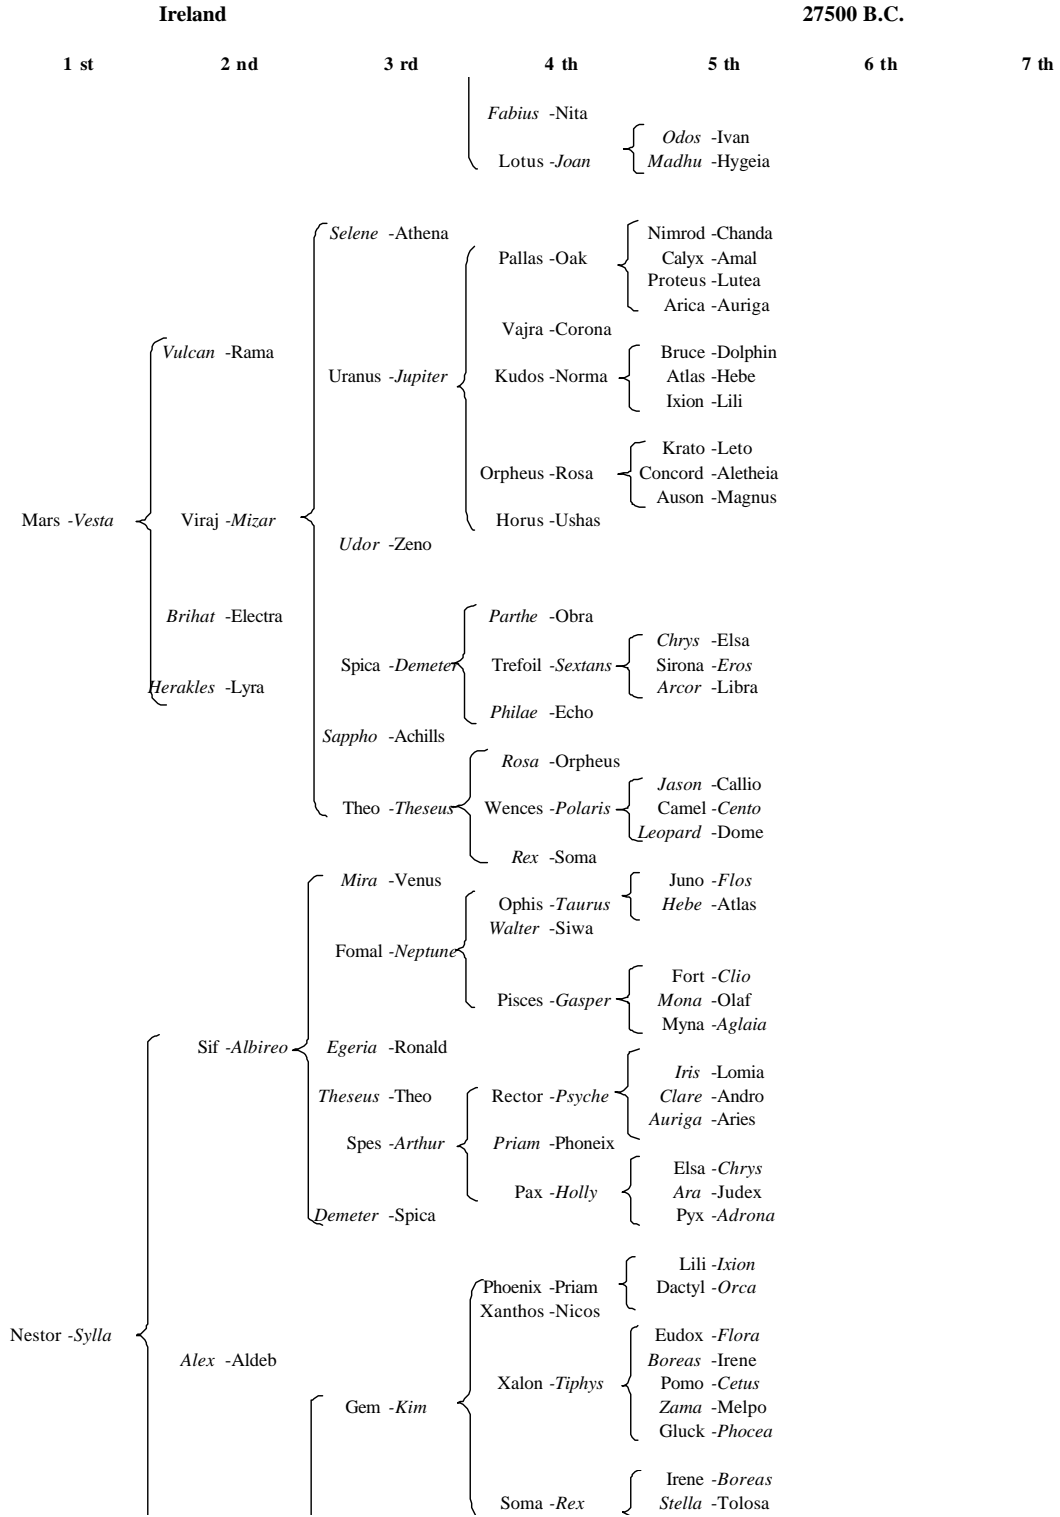 Ireland 27500 B.C.
1 st 2 nd 3 rd 4 th 5 th 6 th 7 th
Fabius -Nita
Odos -Ivan
Lotus -Joan Madhu -Hygeia
Selene -Athena Nimrod -Chanda
Pallas -Oak Calyx -Amal
Proteus -Lutea
Arica -Auriga
Vajra -Corona
Vulcan -Rama Bruce -Dolphin
Uranus -Jupiter Kudos -Norma Atlas -Hebe
Ixion -Lili
Krato -Leto
Orpheus -Rosa Concord -Aletheia
Auson -Magnus
Mars -Vesta Viraj -Mizar Horus -Ushas
Udor -Zeno
Brihat -Electra Parthe -Obra
Chrys -Elsa
Spica -Demeter Trefoil -Sextans Sirona -Eros
Herakles -Lyra Arcor -Libra
Philae -Echo
Sappho -Achills
Rosa -Orpheus
Jason -Callio
Theo -Theseus Wences -Polaris Camel -Cento
Leopard -Dome
Rex -Soma
Mira -Venus Juno -Flos
Ophis -Taurus Hebe -Atlas
Walter -Siwa
Fomal -Neptune
Fort -Clio
Pisces -Gasper Mona -Olaf
Myna -Aglaia
Sif -Albireo Egeria -Ronald
Iris -Lomia
Theseus -Theo Rector -Psyche Clare -Andro
Auriga -Aries
Spes -Arthur Priam -Phoneix
Elsa -Chrys
Pax -Holly Ara -Judex
Demeter -Spica Pyx -Adrona
Lili -Ixion
Phoenix -Priam Dactyl -Orca
Xanthos -Nicos
Nestor -Sylla Eudox -Flora
Alex -Aldeb Boreas -Irene
Xalon -Tiphys Pomo -Cetus
Gem -Kim Zama -Melpo
Gluck -Phocea
Irene -Boreas
Soma -Rex Stella -Tolosa